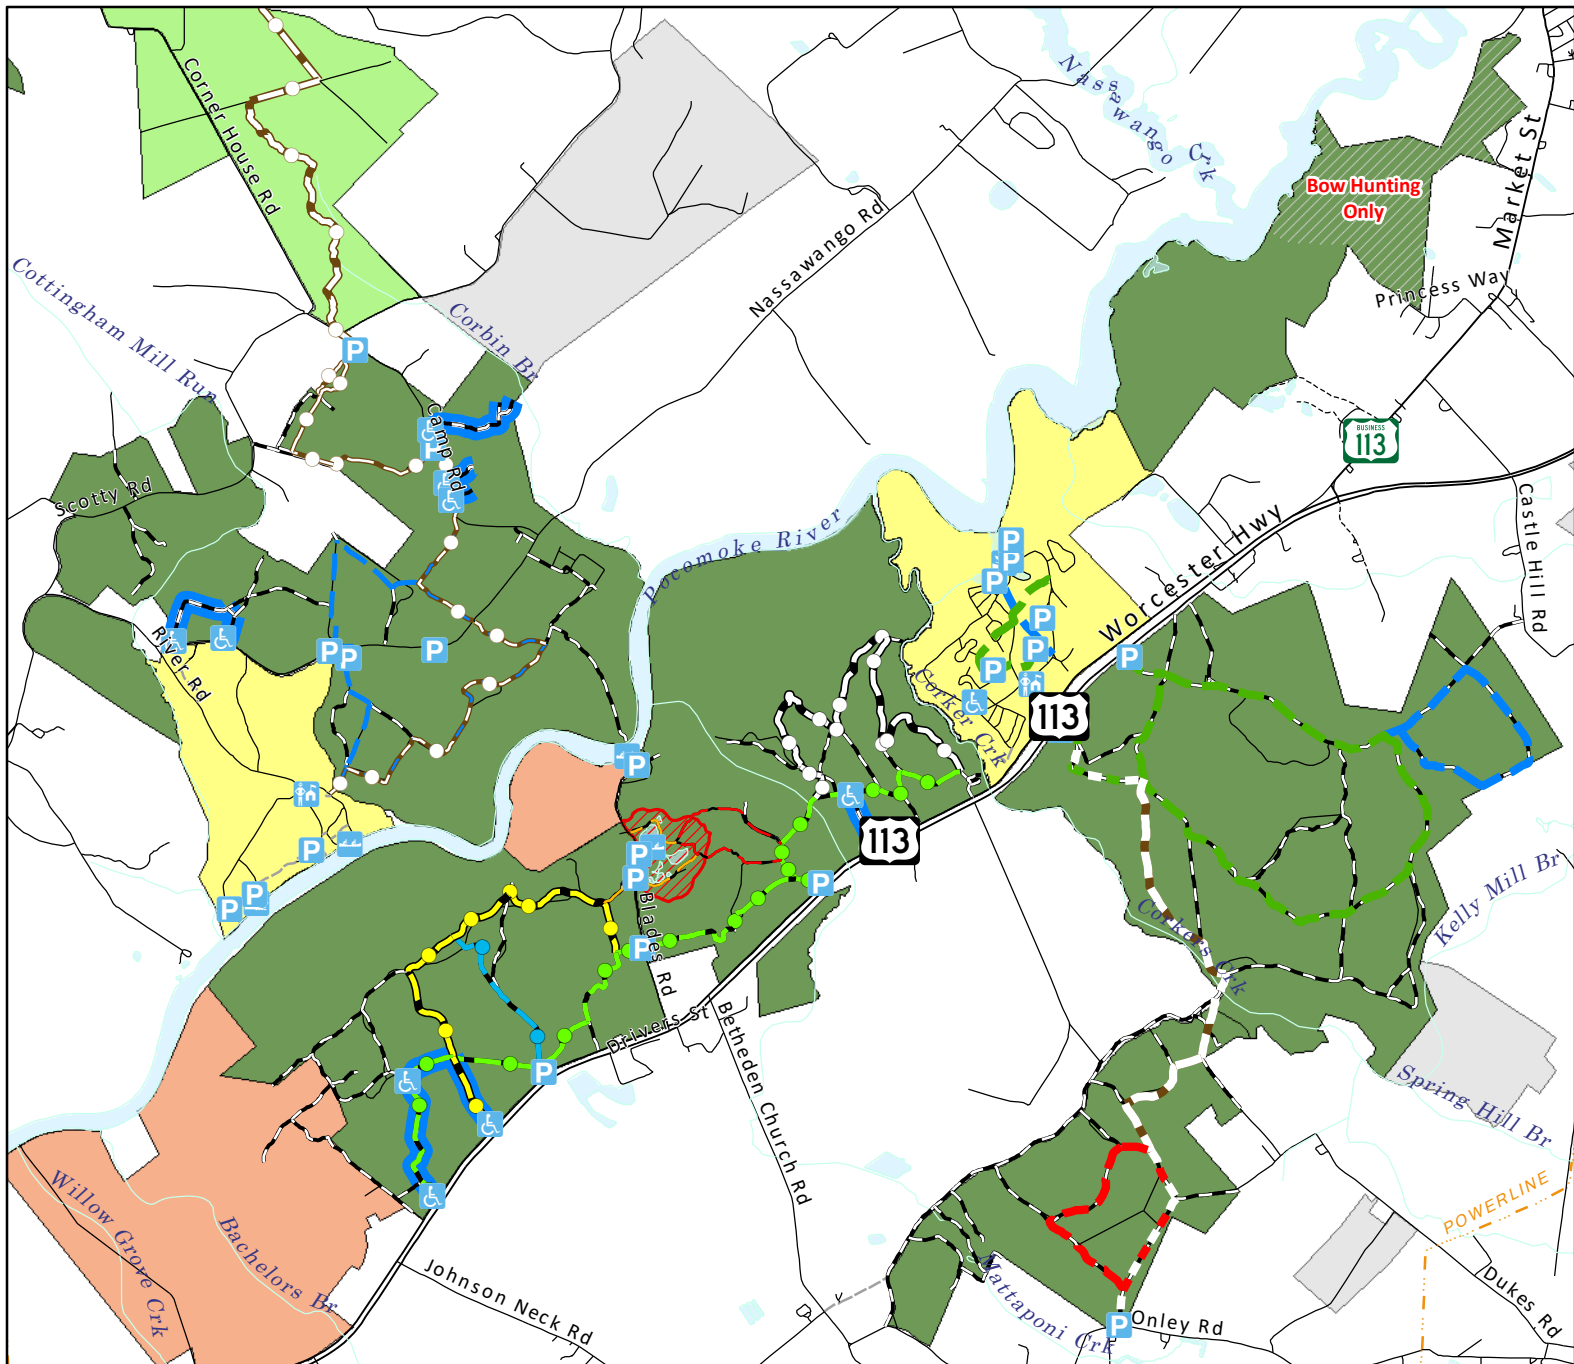 Corner House Rd
Nassawango Crk
Bow Hunting
Only
Market St
Princess Way
Nassawango Rd
Cottingham Mill Run
Corbin Br
P
Camp Rd
P
BUSINESS
113
Scotty Rd
Castle Hill Rd
Pocomoke River
Worcester Hwy
P
P
P
P
P
P
P
P
P
P
River Rd
Corker Crk
113
P
113
P
P
P
P
P
P
P
Blades Rd
Kelly Mill Br
Corkers Crk
Drivers St
Betheden Church Rd
P
Spring Hill Br
POWERLINE
Willow Grove Crk
Bachelors Br
Johnson Neck Rd
Mattaponi Crk
P
Onley Rd
Dukes Rd